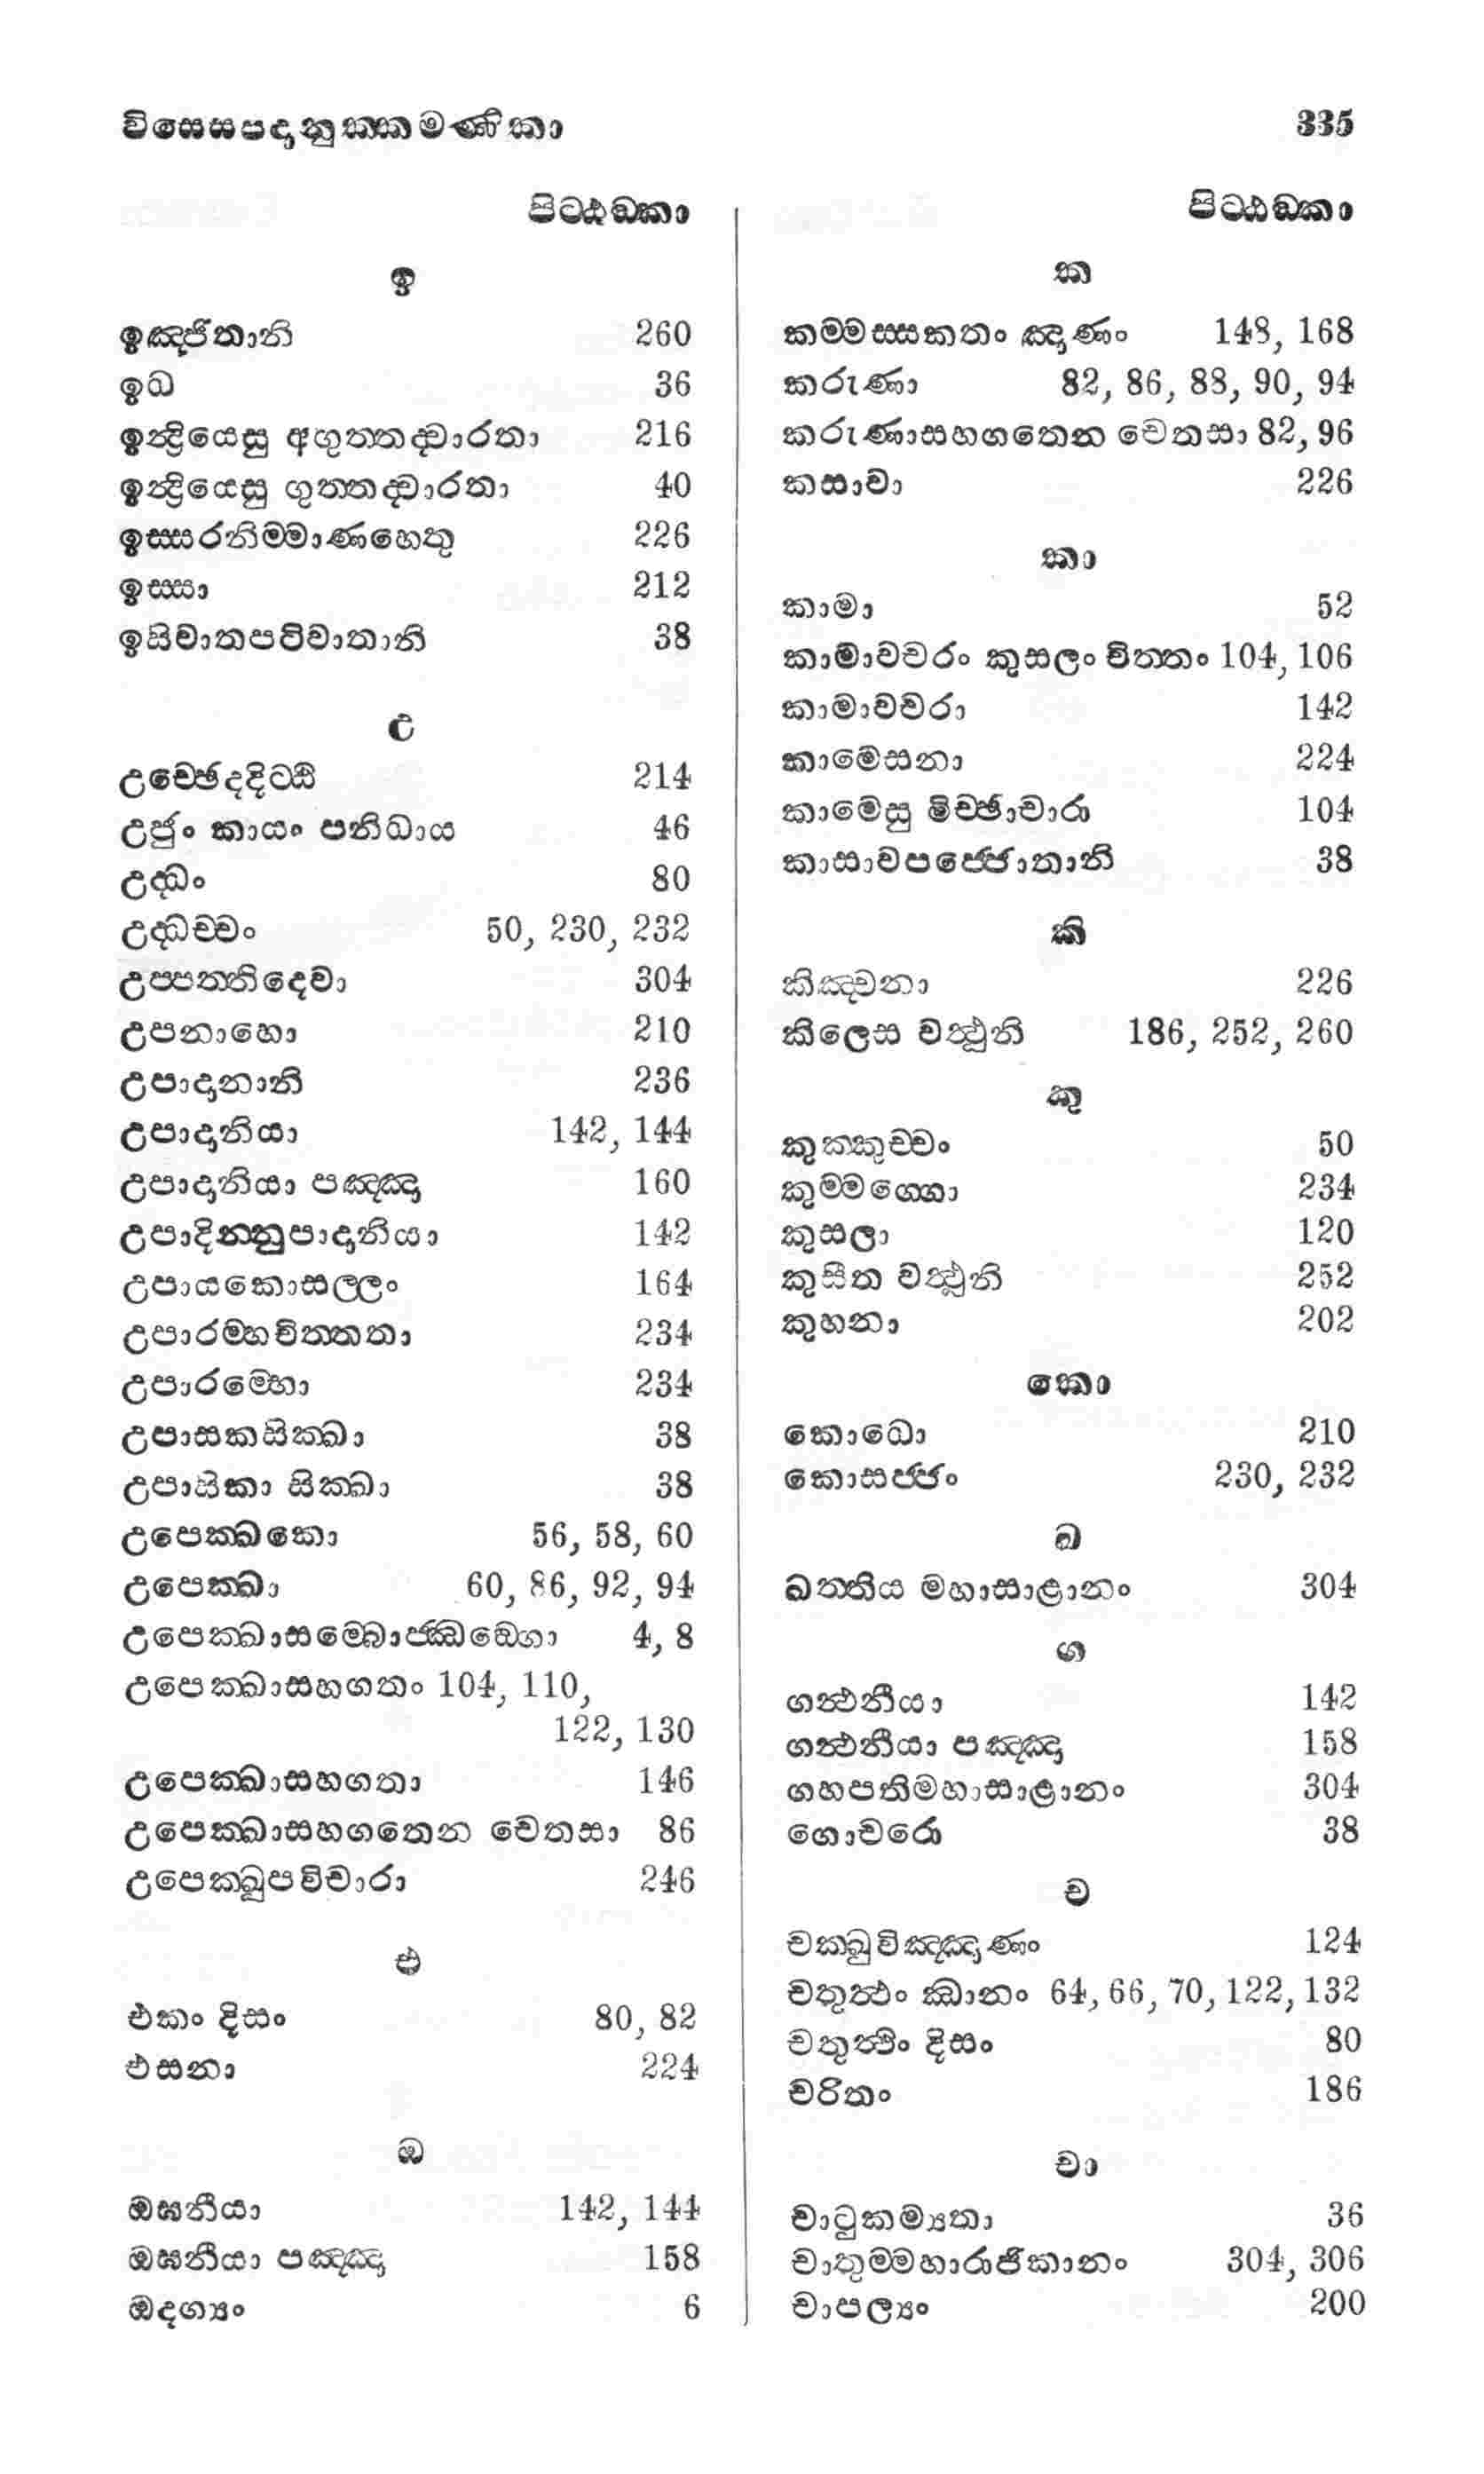 විසෙසපදානුක්කමණිකා 335
පිට්ඨඞ්කා
ඉ
ඉඤ්ජිතානි 260
ඉධ 36
ඉන්ද්‍රියෙසු අගුත්තද්වාරතා 216
ඉන්ද්‍රියෙසු ගුත්තද්වාරතා 40
ඉස්සරනිම්මාණහෙතු 226
ඉස්සා 212
ඉසිවාතපටිවාතානි 38
උ
උච්ඡෙදදිට්ඨි 214
උජුං කායං පනිධාය 46
උද්ධං 80
උද්ධච්චං 50, 230, 232
උප්පත්තිදෙවා 304
උපනාහො 210
උපාදානානි 236
උපාදානියා 142, 144
උපාදානියා පඤ්ඤා 160
උපාදින්නුපාදානියා 142
උපායකොසල්ලං 164
උපාරම්භචිත්තතා 234
උපාරම්භො 234
උපාසකසික්ඛා 38
උපාසිකා සික්ඛා 38
උපෙක්ඛකො 56, 58, 60
උපෙක්ඛා 60, 86, 92, 94
උපෙක්ඛාසම්බොජ්ඣඞ්ගො 4, 8
උපෙක්ඛාසහගතං 104, 110,
122, 130
උපෙක්ඛාසහගතා 146
උපෙක්ඛාසහගතෙන චෙතසා 86
උපෙක්ඛුපවිචාරා 246
එ
එකං දිසං 80, 82
එසනා 224
ඔ
ඔඝනීයා 142, 144
ඔඝනීයා පඤ්ඤා 158
ඔදග්‍යං 6
පිට්ඨඞ්කා
ක
කම්මස්සකතං ඤාණං 148, 168
කරුණා 82, 86, 88, 90, 94
කරුණාසහගතෙන චෙතසා 82, 96
කසාවා 226
කා
කාමා 52
කාමාවචරං කුසලං චිත්තං 104, 106
කාමාවචරා 142
කාමෙසනා 224
කාමෙසු මිච්ඡාචාරා 104
කාසාවපජ්ජොතානි 38
කි
කිඤ්චනා 226
කිලෙස වත්ථූනි 186, 252, 260
කු
කුක්කුච්චං 50
කුම්මග්ගො 234
කුසලා 120
කුසීත වත්ථූනි 252
කුහනා 202
කො
කොධො 210
කොසජ්ජං 230, 232
ඛ
ඛත්තිය මහාසාළානං 304
ග
ගන්ථනීයා 142
ගන්ථනීයා පඤ්ඤා 158
ගහපතිමහාසාළානං 304
ගොචරො 38
ච
චක්ඛුවිඤ්ඤාණං 124
චතුත්ථං ඣානං 64, 66, 70, 122, 132
චතුත්ථිං දිසං 80
චරිතං 186
චා
චාටුකම්‍යතා 36
චාතුම්මහාරාජිකානං 304, 306
චාපල්‍යං 200